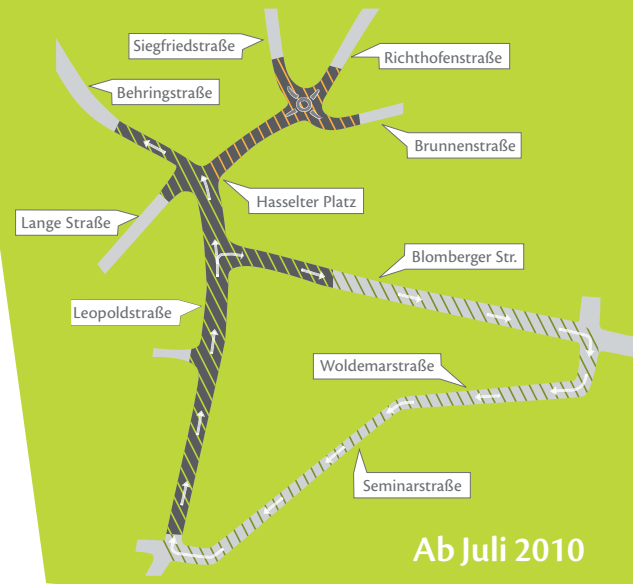 Siegfriedstraße
Richthofenstraße
Behringstraße
Brunnenstraße
Hasselter Platz
Lange Straße
Blomberger Str.
Leopoldstraße
Woldemarstraße
Seminarstraße
Ab Juli 2010